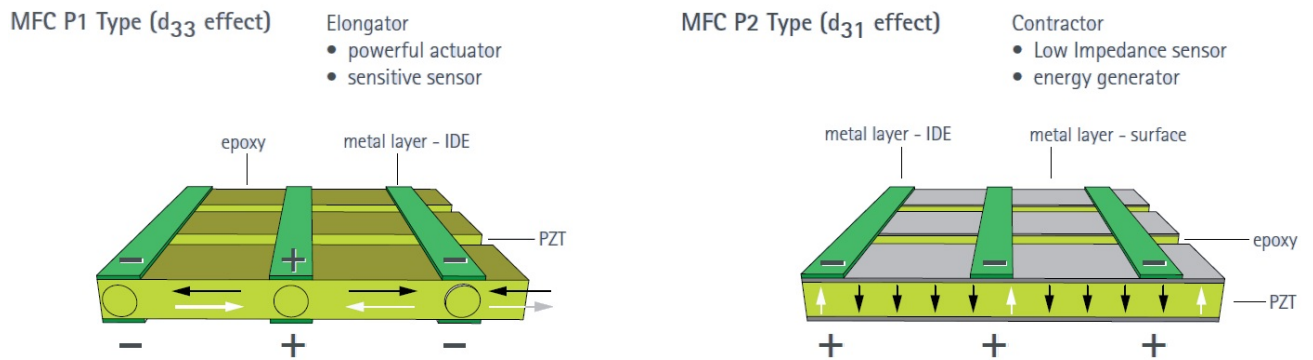 MFC P1 Type (d33 effect)
Elongator
• powerful actuator
• sensitive sensor
epoxy
metal layer - IDE
PZT
− + −
− + −
MFC P2 Type (d31 effect)
Contractor
• Low Impedance sensor
• energy generator
metal layer - IDE
metal layer - surface
epoxy
PZT
− − −
+ + +